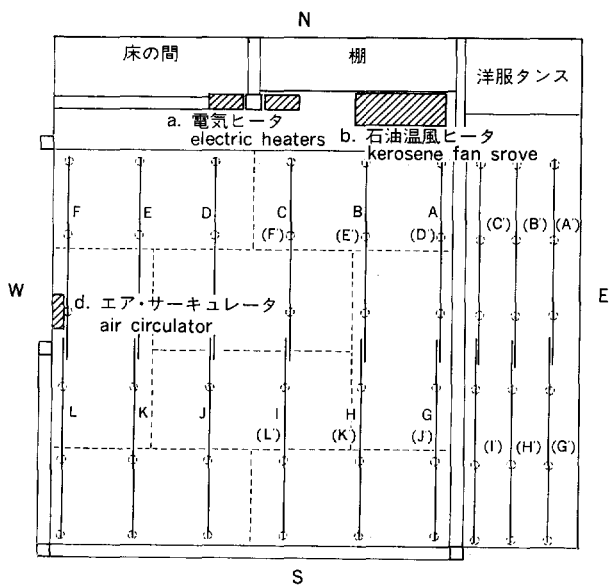 N
床の間
棚
洋服タンス
a. 電気ヒータ
electric heaters
b. 石油温風ヒータ
kerosene fan srove
F
E
D
C
B
A
(F')
(E')
(D')
(C')
(B')
(A')
W
E
d. エア・サーキュレータ
air circulator
L
K
J
I
H
G
(L')
(K')
(J')
(I')
(H')
(G')
S